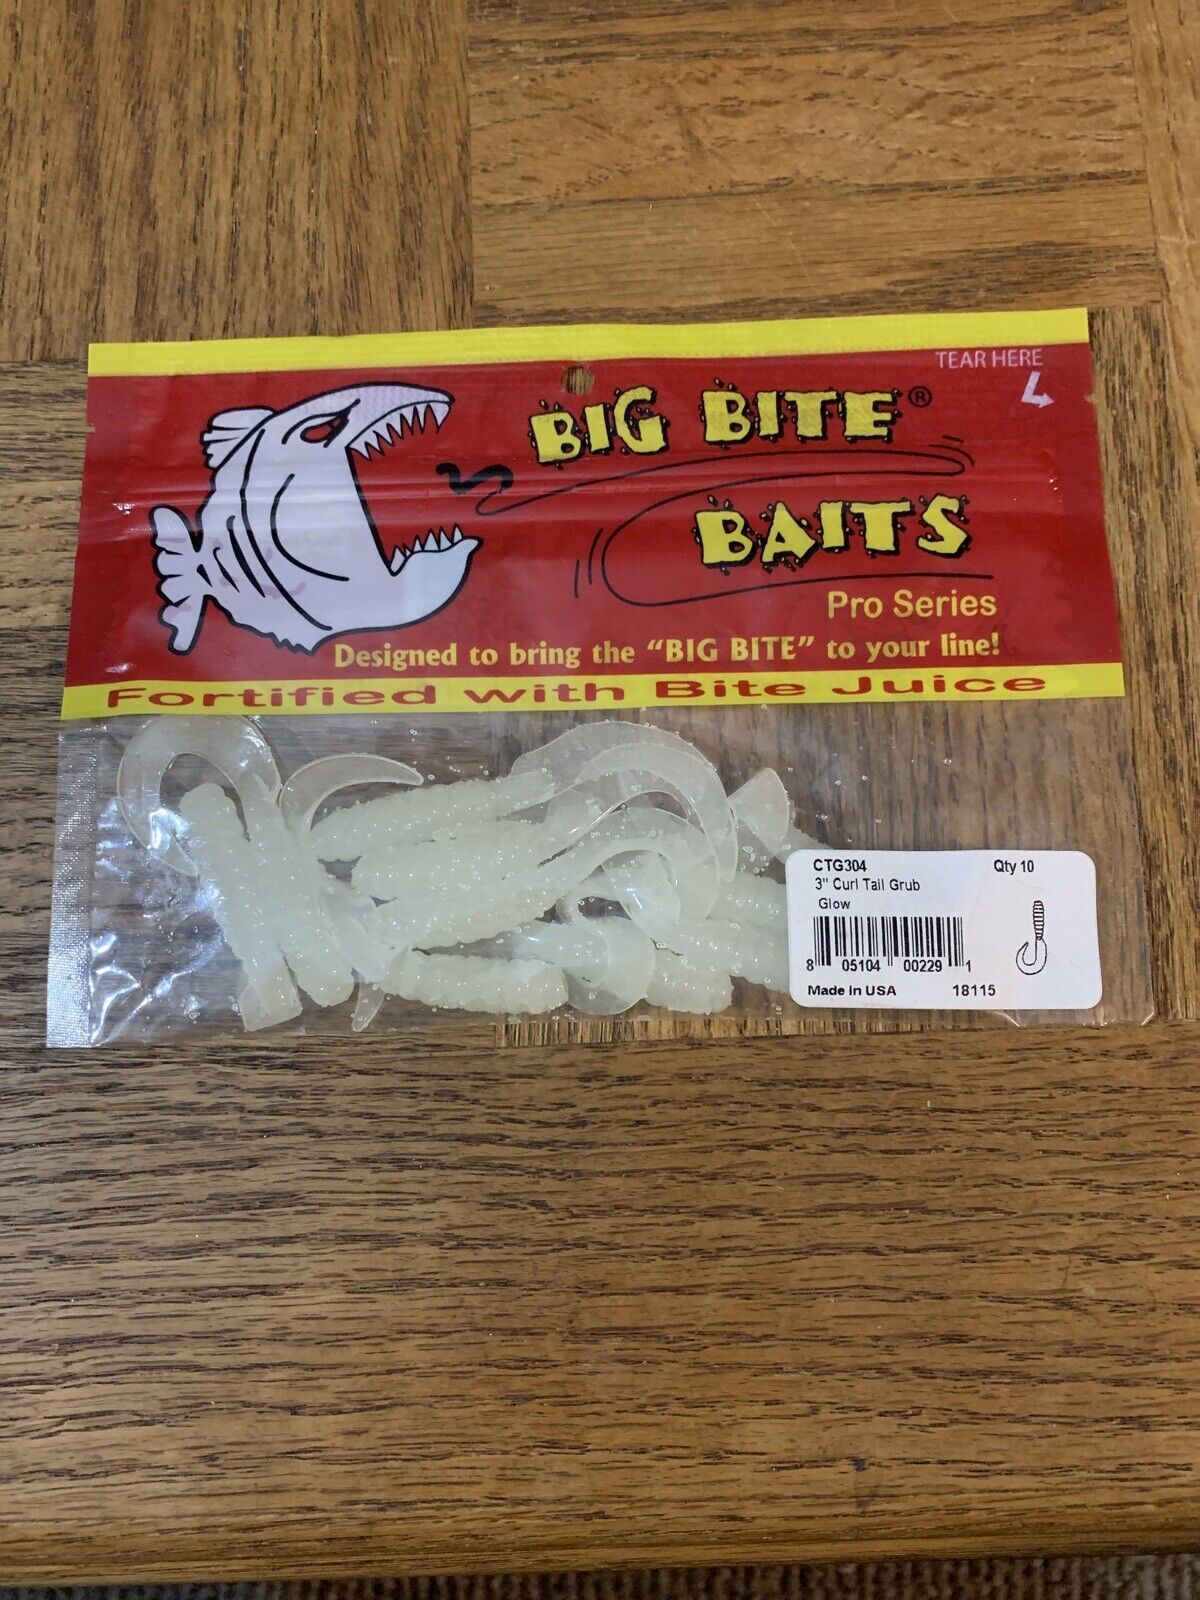 TEAR HERE
BIG BITE®
BAITS
Pro Series
Designed to bring the "BIG BITE" to your line!
Fortified with Bite Juice
CTG304 Qty 10
3" Curl Tail Grub
Glow
8 05104 00229 1
Made in USA 18115